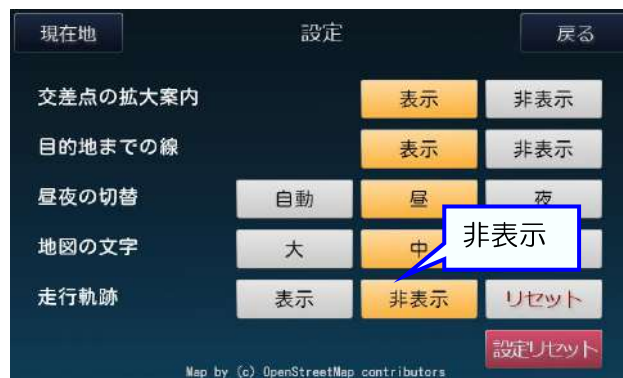 現在地 設定 戻る
交差点の拡大案内 表示 非表示
目的地までの線 表示 非表示
昼夜の切替 自動 昼 夜
地図の文字 大 中
非表示
走行軌跡 表示 非表示 リセット
設定リセット
Map by (c) OpenStreetMap contributors